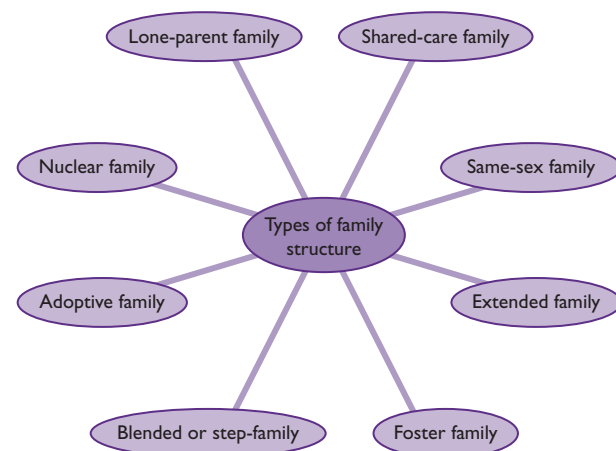 Lone-parent family
Shared-care family
Nuclear family
Same-sex family
Types of family
structure
Adoptive family
Extended family
Blended or step-family
Foster family